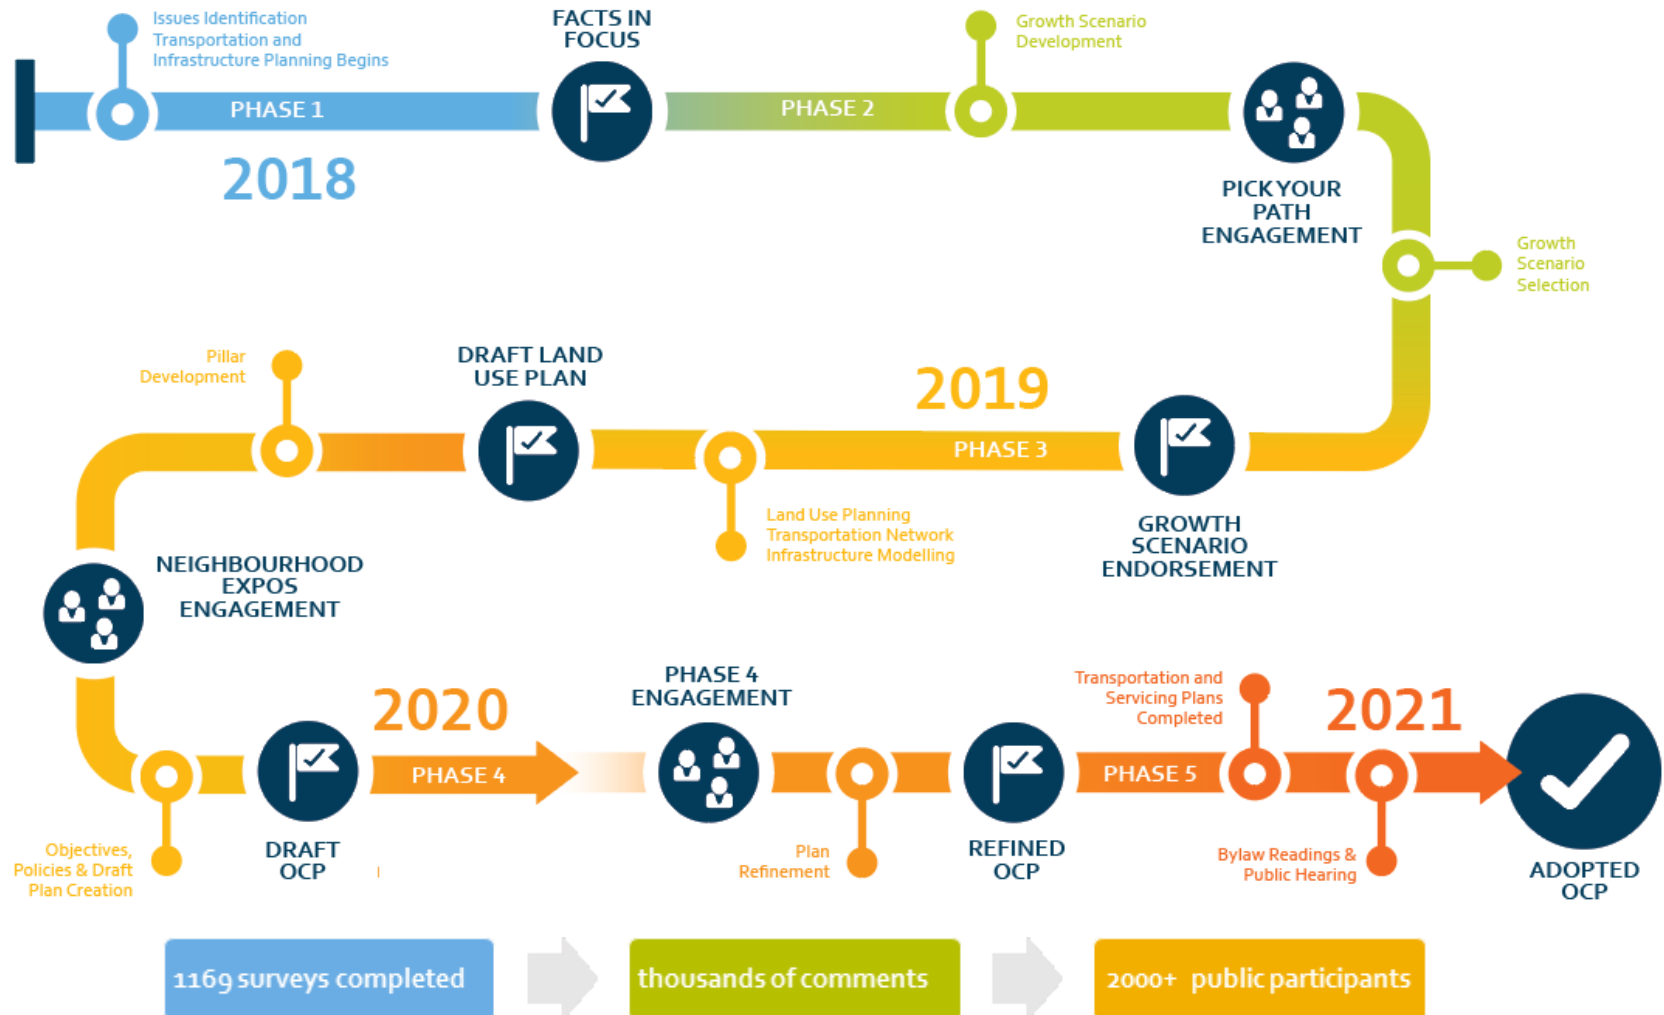 Issues Identification
Transportation and
Infrastructure Planning Begins
FACTS IN
FOCUS
Growth Scenario
Development
PHASE 1
PHASE 2
2018
PICK YOUR
PATH
ENGAGEMENT
Growth
Scenario
Selection
Pillar
Development
DRAFT LAND
USE PLAN
2019
PHASE 3
Land Use Planning
Transportation Network
Infrastructure Modelling
GROWTH
SCENARIO
ENDORSEMENT
NEIGHBOURHOOD
EXPOS
ENGAGEMENT
2020
PHASE 4
ENGAGEMENT
Transportation and
Servicing Plans
Completed
2021
PHASE 4
PHASE 5
Objectives,
Policies & Draft
Plan Creation
DRAFT
OCP
Plan
Refinement
REFINED
OCP
Bylaw Readings &
Public Hearing
ADOPTED
OCP
1169 surveys completed
thousands of comments
2000+ public participants